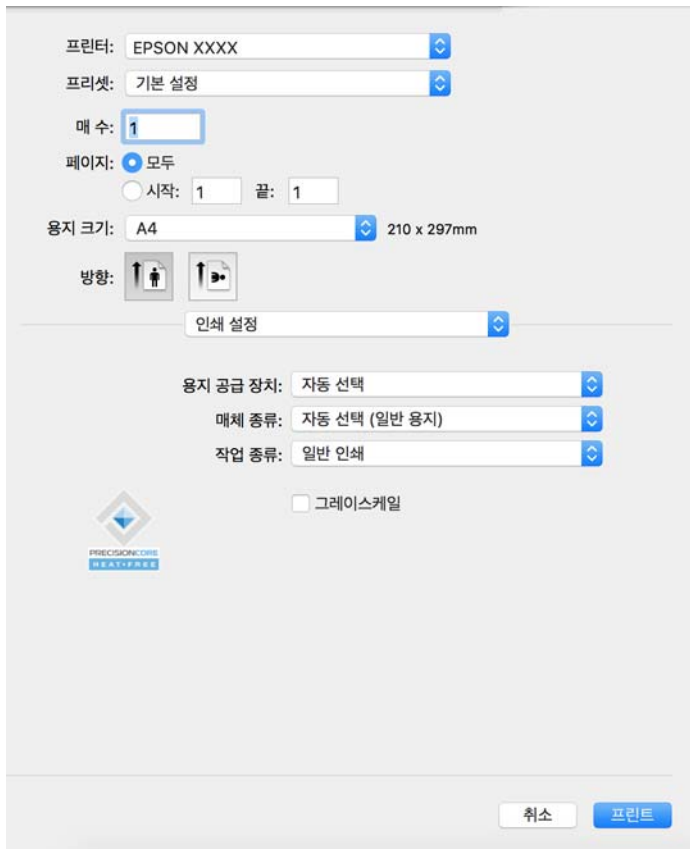 프린터: EPSON XXXX
프리셋: 기본 설정
매 수: 1
페이지: 모두
시작: 1 끝: 1
용지 크기: A4 210 x 297mm
방향:
인쇄 설정
용지 공급 장치: 자동 선택
매체 종류: 자동 선택 (일반 용지)
작업 종류: 일반 인쇄
그레이스케일
PRECISIONCORE
HEAT-FREE
취소 프린트